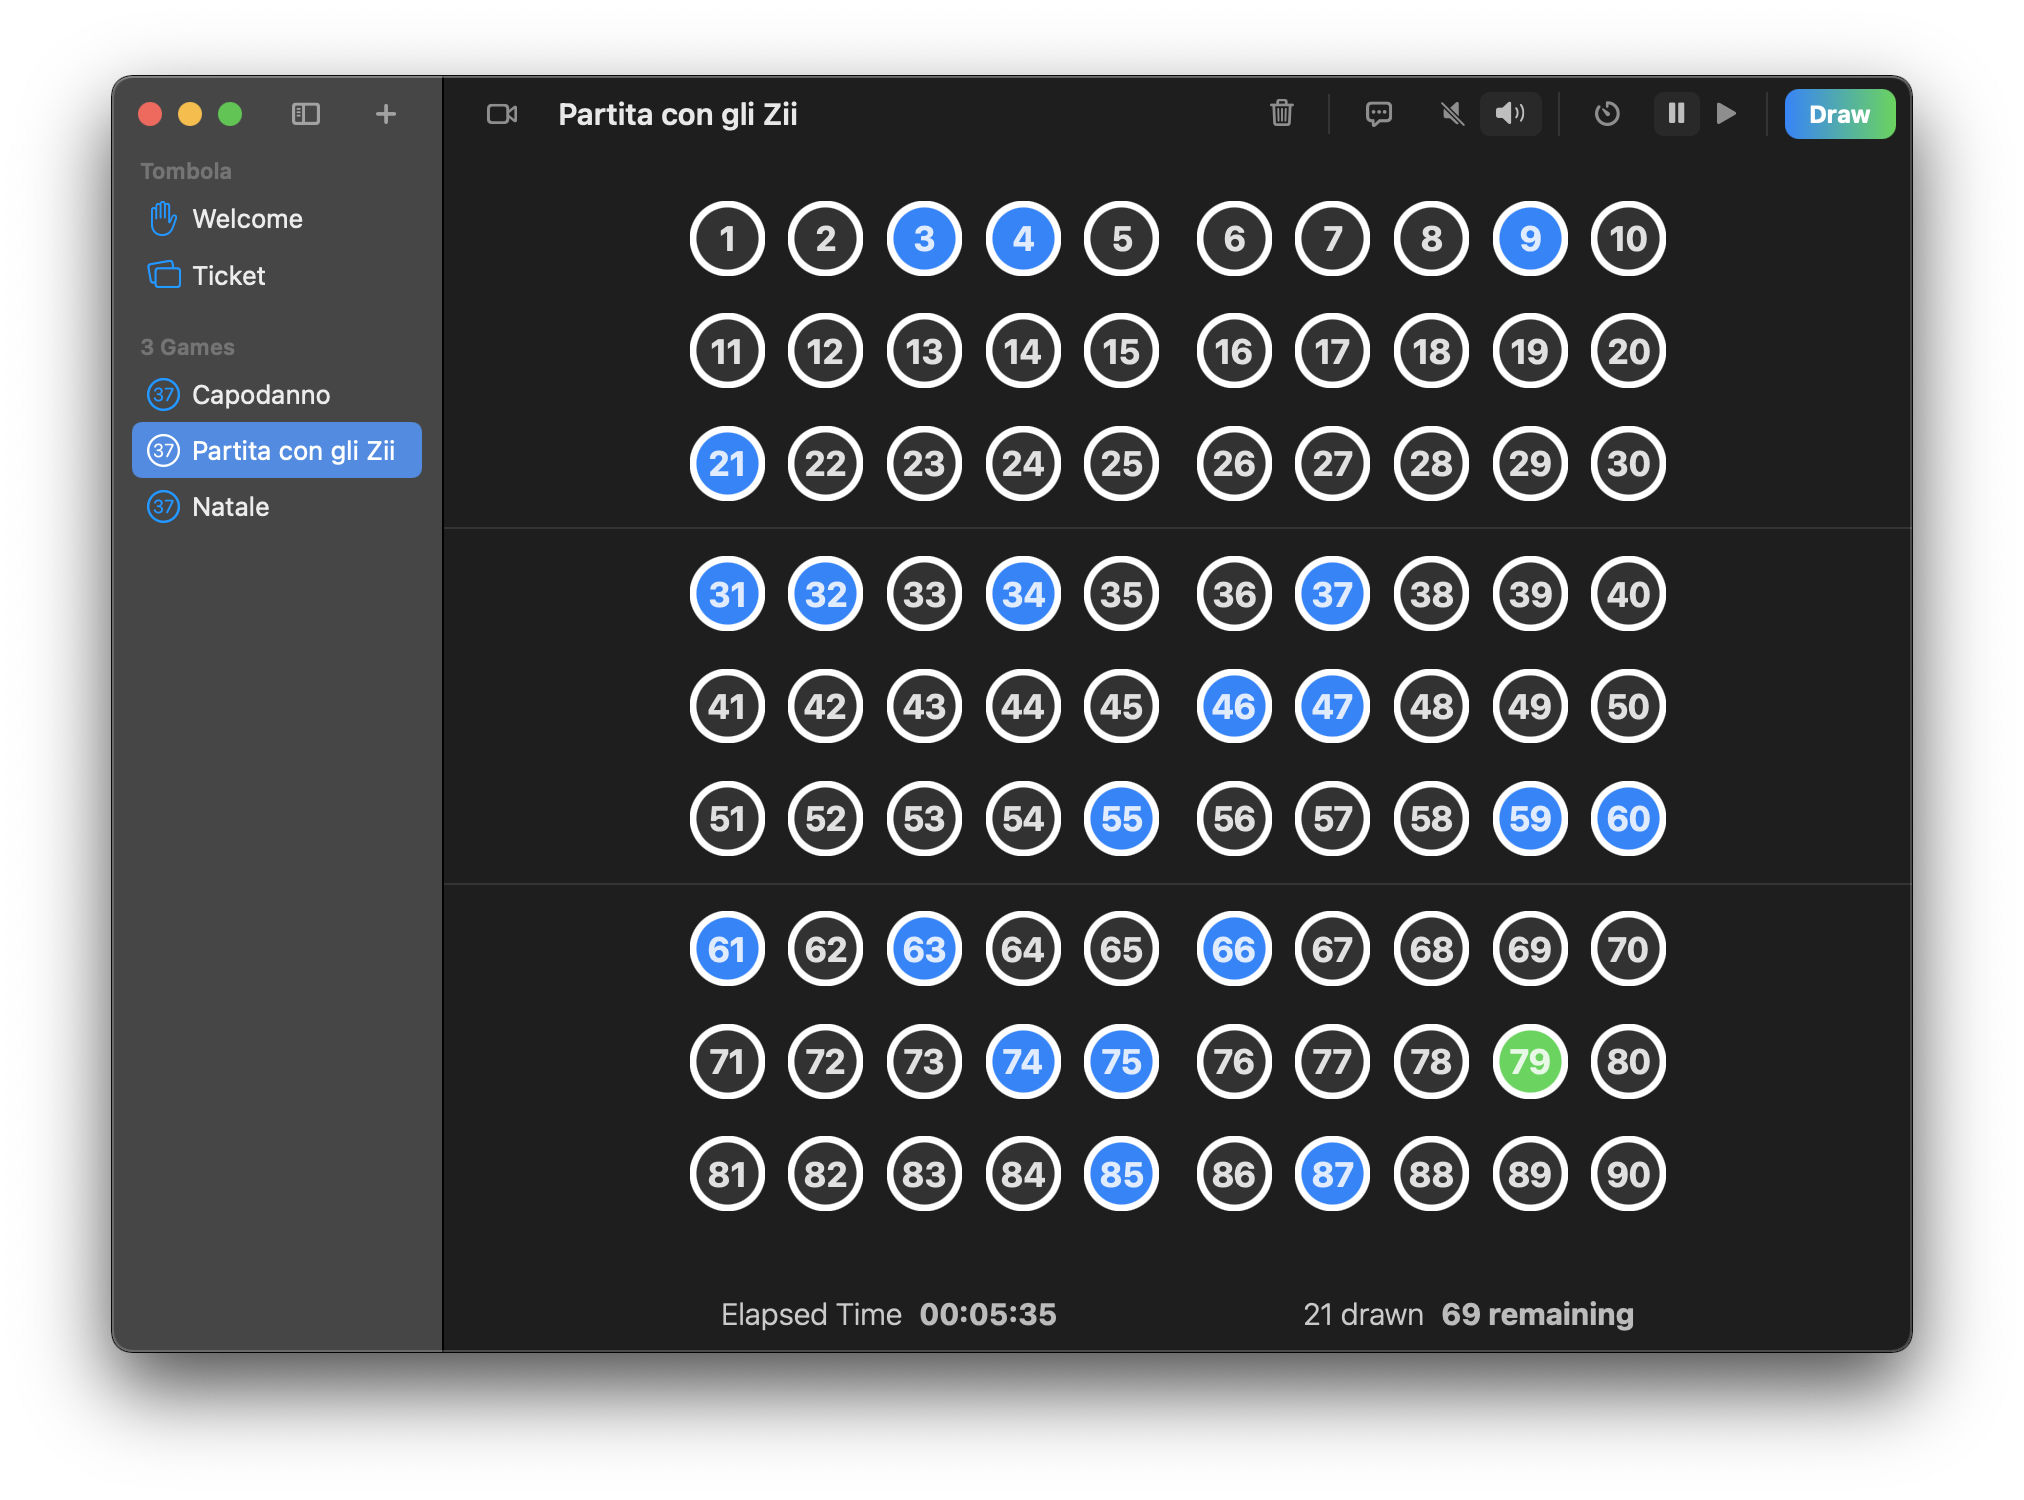 Partita con gli Zii
Draw
Tombola
Welcome
Ticket
3 Games
37 Capodanno
37 Partita con gli Zii
37 Natale
1 2 3 4 5 6 7 8 9 10
11 12 13 14 15 16 17 18 19 20
21 22 23 24 25 26 27 28 29 30
31 32 33 34 35 36 37 38 39 40
41 42 43 44 45 46 47 48 49 50
51 52 53 54 55 56 57 58 59 60
61 62 63 64 65 66 67 68 69 70
71 72 73 74 75 76 77 78 79 80
81 82 83 84 85 86 87 88 89 90
Elapsed Time 00:05:35
21 drawn 69 remaining